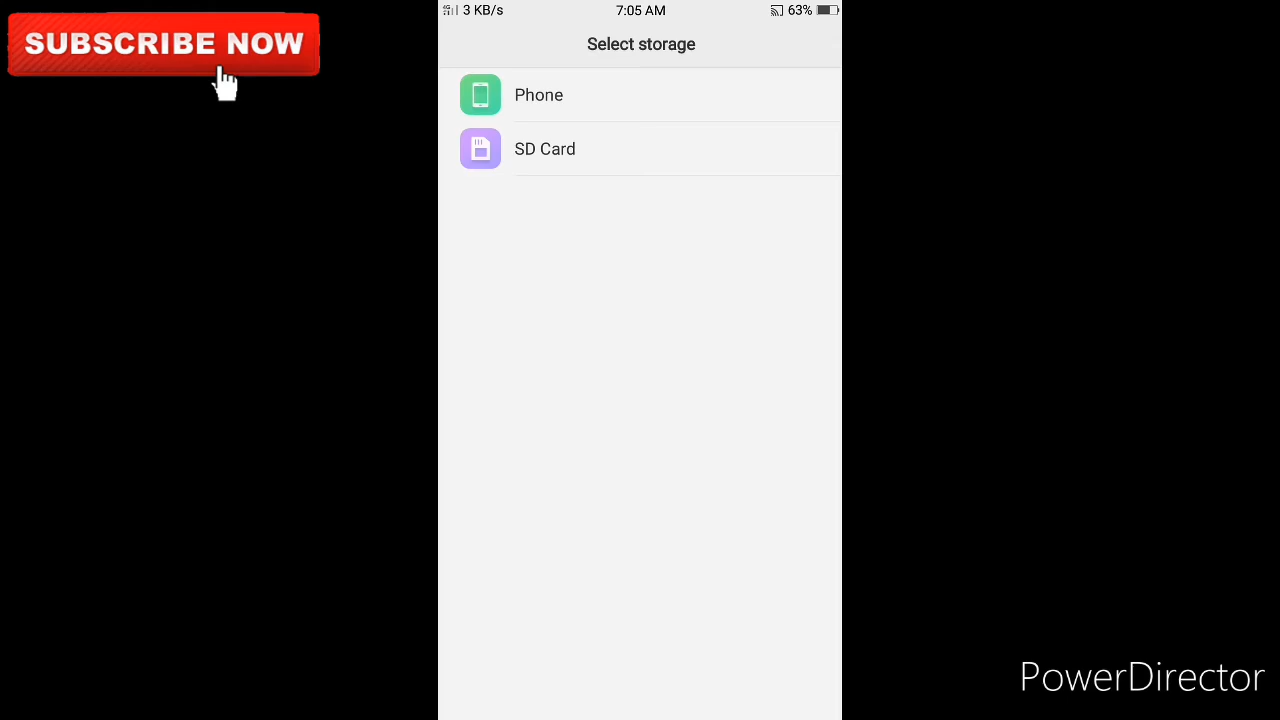 SUBSCRIBE NOW
3 KB/s 7:05 AM 63%
Select storage
Phone
SD Card
PowerDirector